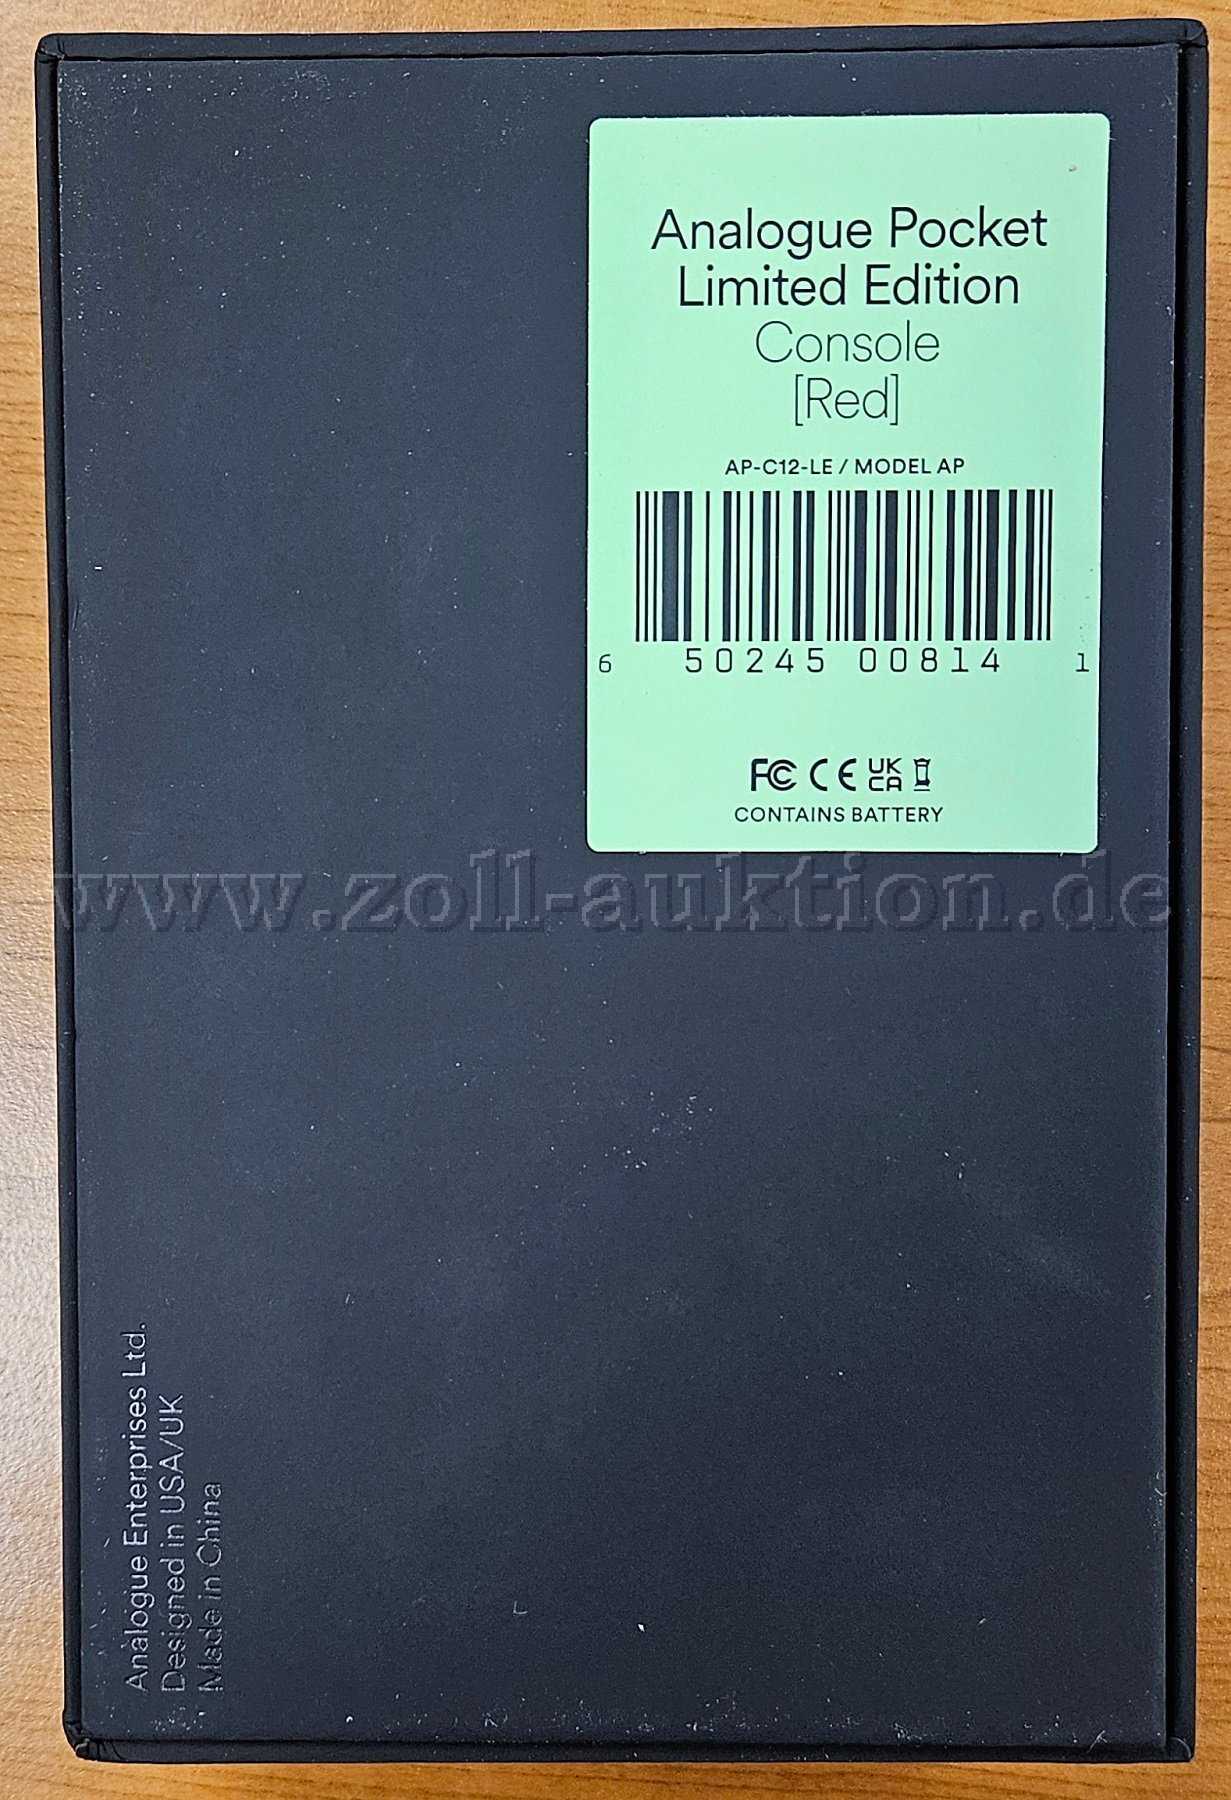 Analogue Pocket
Limited Edition
Console
[Red]
AP-C12-LE / MODEL AP
6 50245 00814 1
FC CE UK
CA
CONTAINS BATTERY
www.zoll-auktion.de
Analogue Enterprises Ltd.
Designed in USA/UK
Made in China